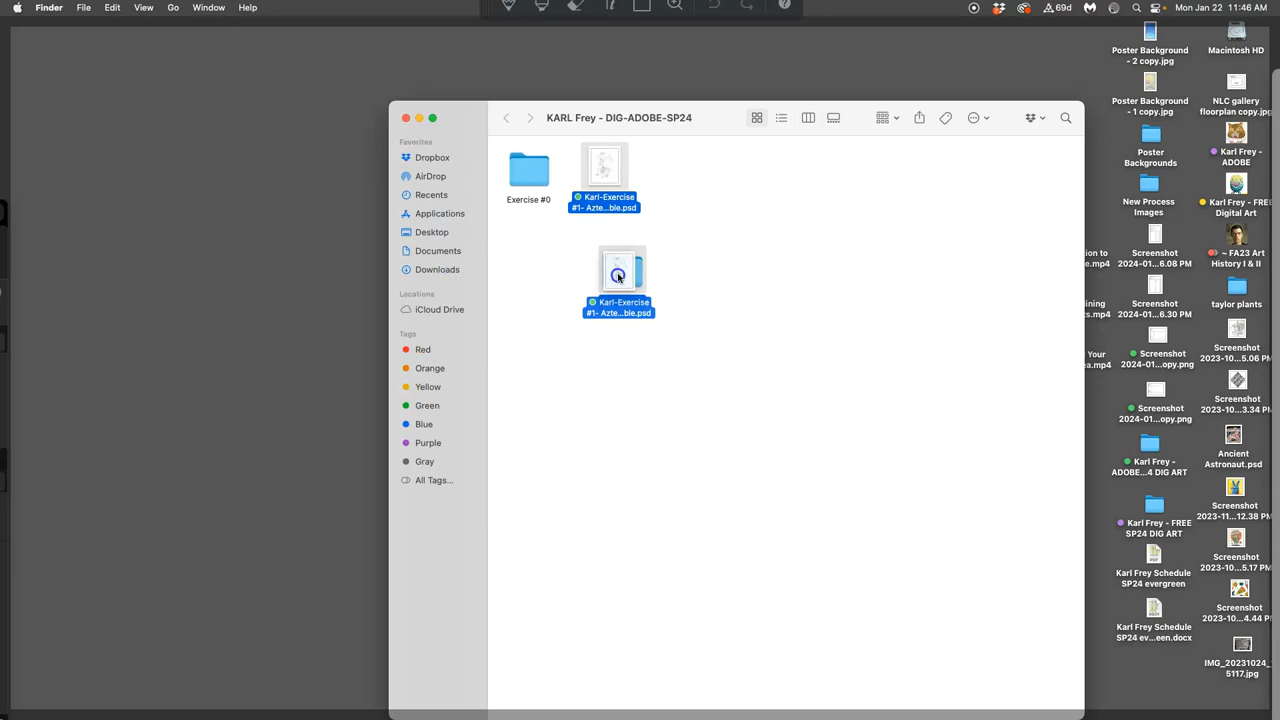 Finder File Edit View Go Window Help
69d Mon Jan 22 11:46 AM
KARL Frey - DIG-ADOBE-SP24
Favorites
Dropbox
AirDrop
Recents
Applications
Desktop
Documents
Downloads
Locations
iCloud Drive
Tags
Red
Orange
Yellow
Green
Blue
Purple
Gray
All Tags...
Exercise #0
Karl-Exercise
#1- Azte...ble.psd
Karl-Exercise
#1- Azte...ble.psd
Poster Background
- 2 copy.jpg
Poster Background
- 1 copy.jpg
Poster
Backgrounds
New Process
Images
Screenshot
2024-01...6.08 PM
Screenshot
2024-01...6.30 PM
Screenshot
2024-01...opy.png
Screenshot
2024-01...opy.png
Karl Frey -
ADOBE...4 DIG ART
Karl Frey - FREE
SP24 DIG ART
Karl Frey Schedule
SP24 evergreen
Karl Frey Schedule
SP24 ev...een.docx
Macintosh HD
NLC gallery
floorplan copy.jpg
Karl Frey -
ADOBE
Karl Frey - FREE
Digital Art
~ FA23 Art
History I & II
taylor plants
Screenshot
2023-10...5.06 PM
Screenshot
2023-10...3.34 PM
Ancient
Astronaut.psd
Screenshot
2023-11...12.38 PM
Screenshot
2023-10...5.17 PM
Screenshot
2023-10...4.44 PM
IMG_20231024_1
5117.jpg